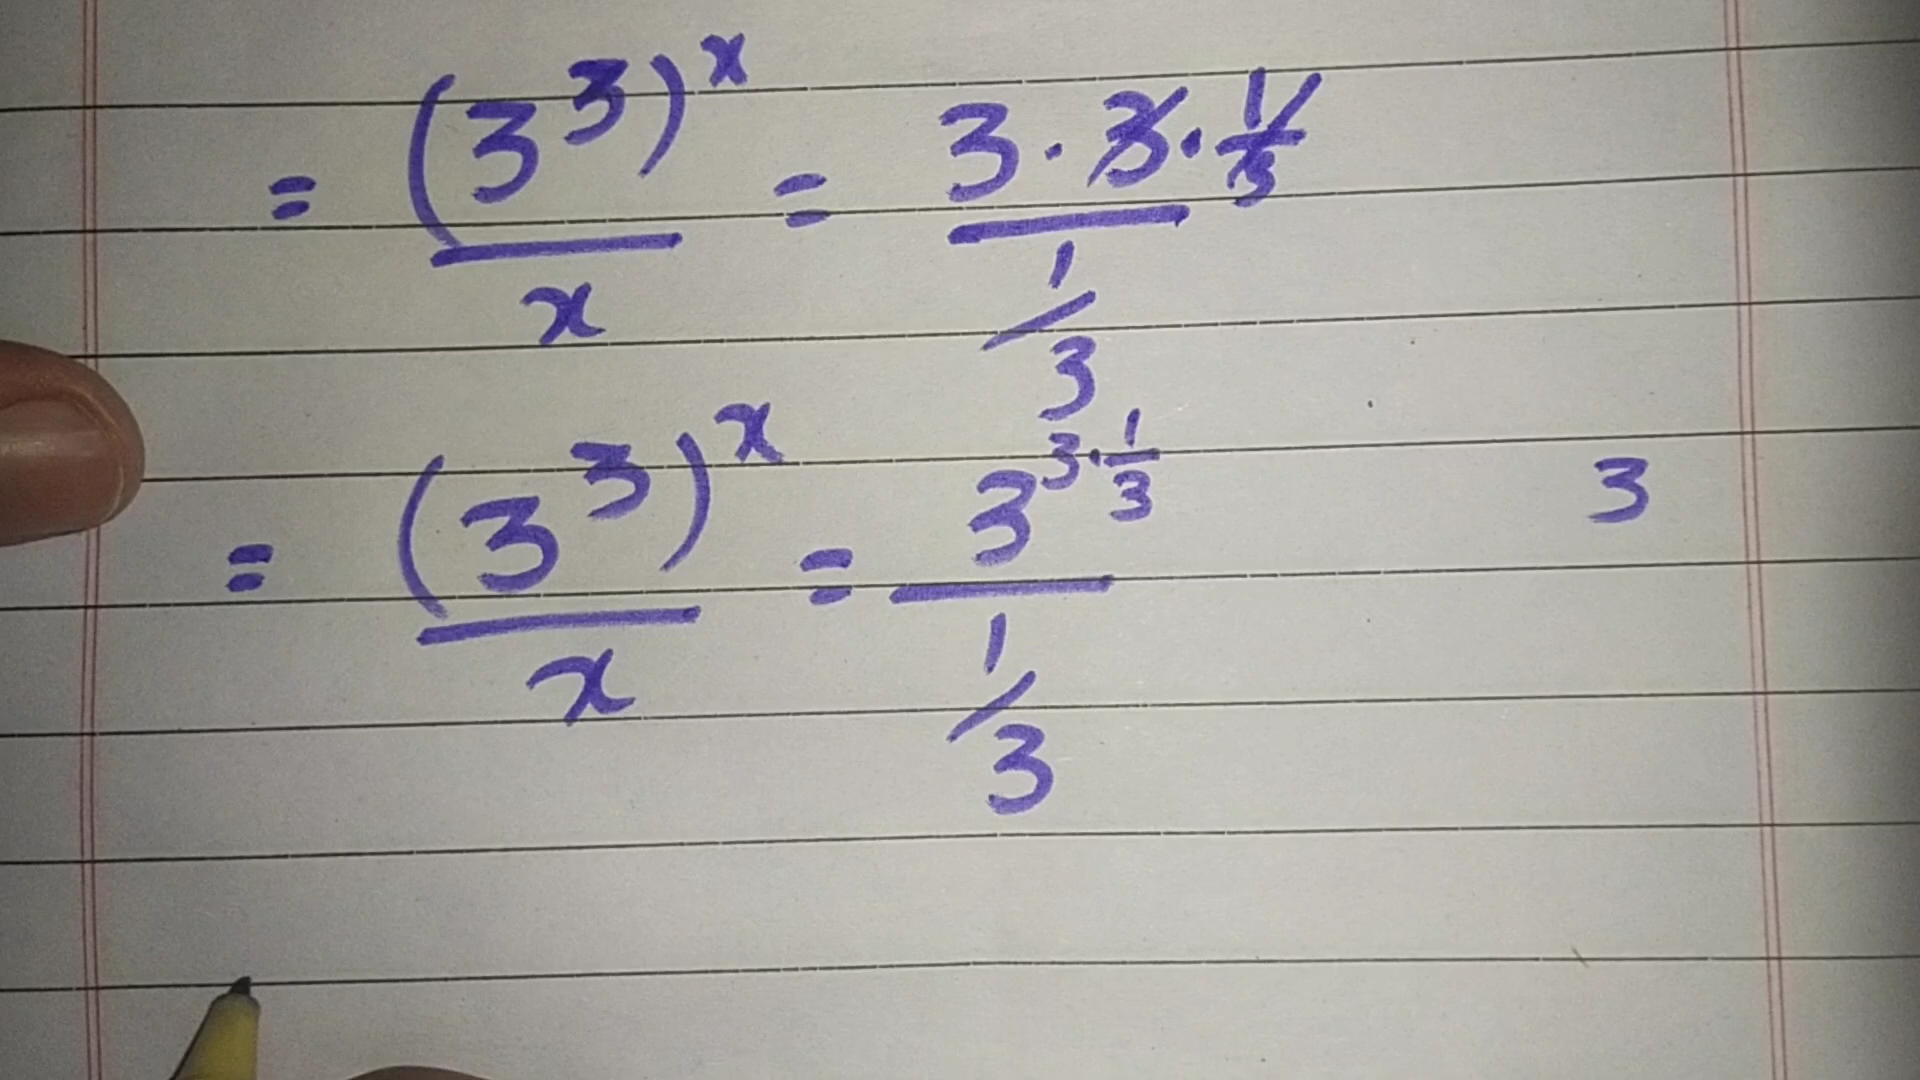 = (3^3)^x / x = 3 · 3 · 1/3 / 1/3
= (3^3)^x / x = 3^{3·1/3} / 1/3 3